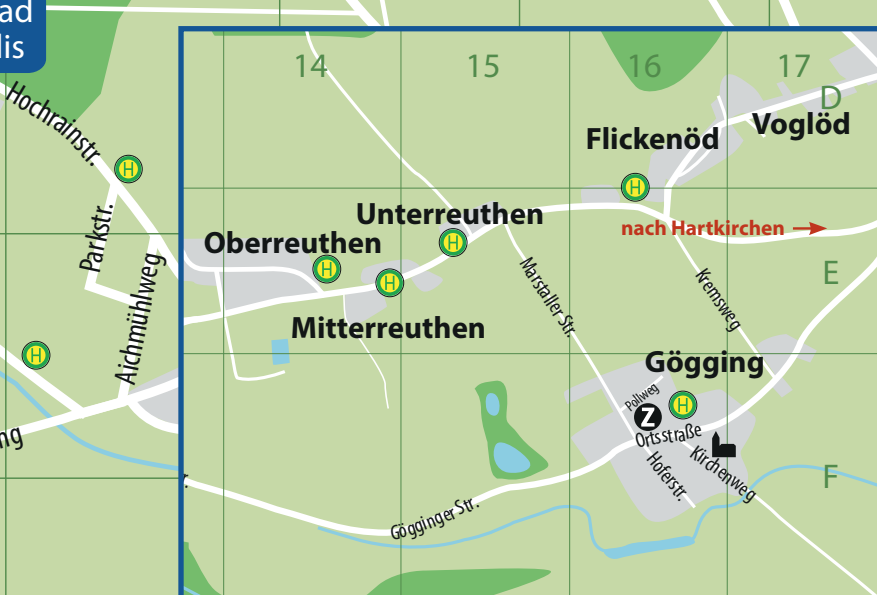 ad
lis
14
15
16
17
D
Hochrainstr.
Voglöd
Flickenöd
H
H
Unterreuthen
Parkstr.
nach Hartkirchen
Oberreuthen
H
H
H
E
Aichmühlweg
Marstaller Str.
Kremsweg
Mitterreuthen
H
Gögging
Pollweg
H
Z
Ortsstraße
ng
Hoferstr.
Kirchenweg
F
Gögginger Str.